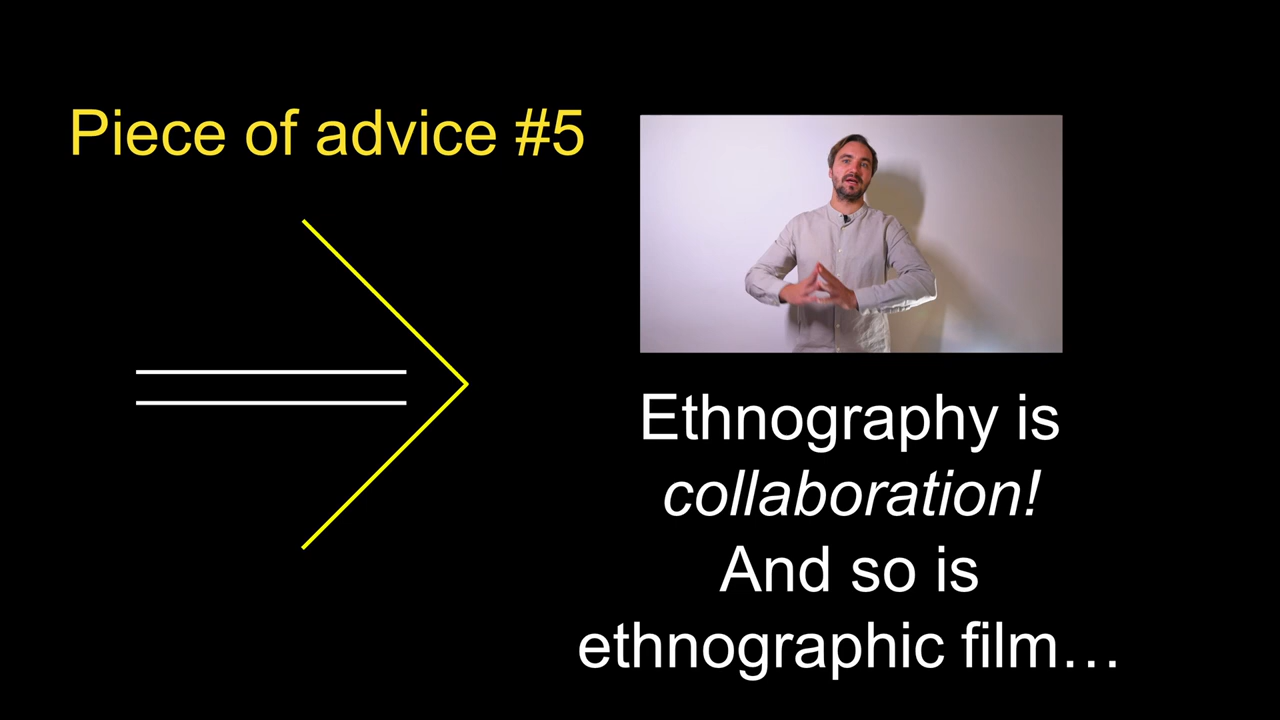 Piece of advice #5
Ethnography is
collaboration!
And so is
ethnographic film…